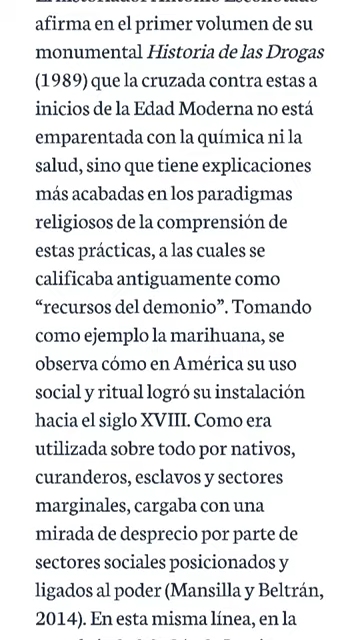 afirma en el primer volumen de su
monumental Historia de las Drogas
(1989) que la cruzada contra estas a
inicios de la Edad Moderna no está
emparentada con la química ni la
salud, sino que tiene explicaciones
más acabadas en los paradigmas
religiosos de la comprensión de
estas prácticas, a las cuales se
calificaba antiguamente como
“recursos del demonio”. Tomando
como ejemplo la marihuana, se
observa cómo en América su uso
social y ritual logró su instalación
hacia el siglo XVIII. Como era
utilizada sobre todo por nativos,
curanderos, esclavos y sectores
marginales, cargaba con una
mirada de desprecio por parte de
sectores sociales posicionados y
ligados al poder (Mansilla y Beltrán,
2014). En esta misma línea, en la